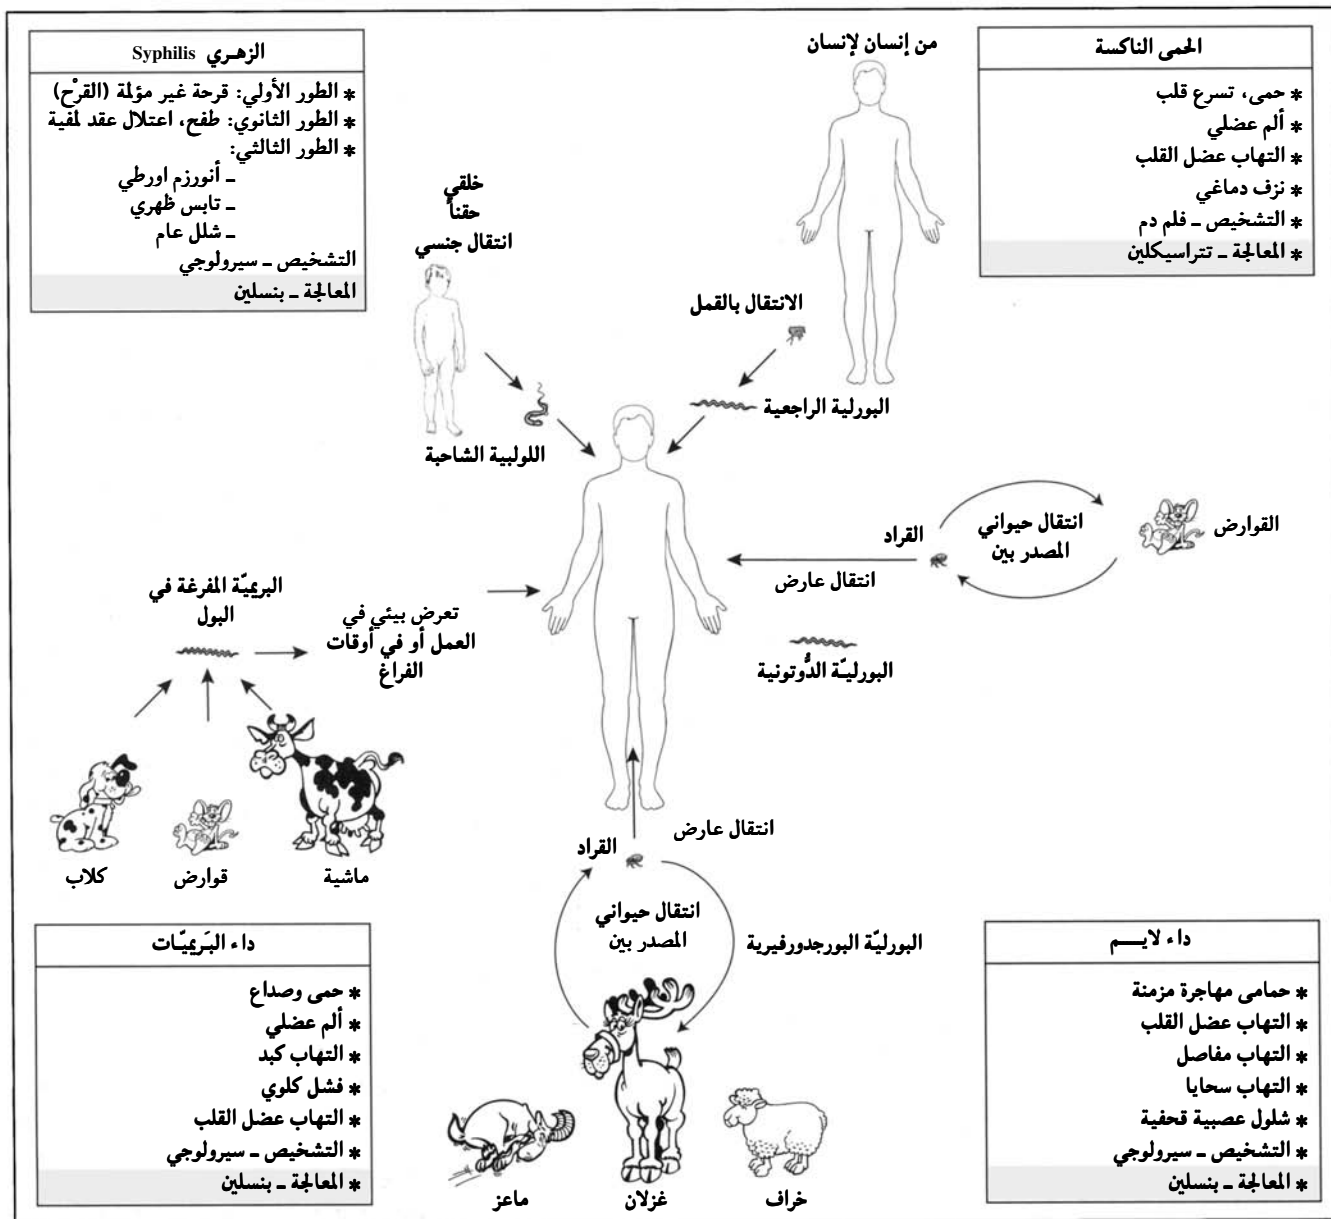 الزهـري Syphilis
* الطور الأولي: قرحة غير مؤلمة (القرْح)
* الطور الثانوي: طفح، اعتلال عقد لمفية
* الطور الثالثي:
ـ أنورزم اورطي
ـ تابس ظهري
ـ شلل عام
التشخيص ـ سيرولوجي
المعالجة ـ بنسلين
من إنسان لإنسان
الحمى الناكسة
* حمى، تسرع قلب
* ألم عضلي
* التهاب عضل القلب
* نزف دماغي
* التشخيص ـ فلم دم
* المعالجة ـ تتراسيكلين
خلقي
حقناً
انتقال جنسي
الانتقال بالقمل
البورلية الراجعية
اللولبية الشاحبة
القوارض
انتقال حيواني
المصدر بين
القراد
انتقال عارض
البورليّة الدُّوتونية
البريميّة المفرغة في
البول
تعرض بيئي في
العمل أو في أوقات
الفراغ
كلاب
قوارض
ماشية
انتقال عارض
القراد
انتقال حيواني
المصدر بين
البورليّة البورجدورفيرية
ماعز
غزلان
خراف
داء البَريميّات
* حمى وصداع
* ألم عضلي
* التهاب كبد
* فشل كلوي
* التهاب عضل القلب
* التشخيص ـ سيرولوجي
* المعالجة ـ بنسلين
داء لايـــم
* حمامى مهاجرة مزمنة
* التهاب عضل القلب
* التهاب مفاصل
* التهاب سحايا
* شلول عصبية قحفية
* التشخيص ـ سيرولوجي
* المعالجة ـ بنسلين